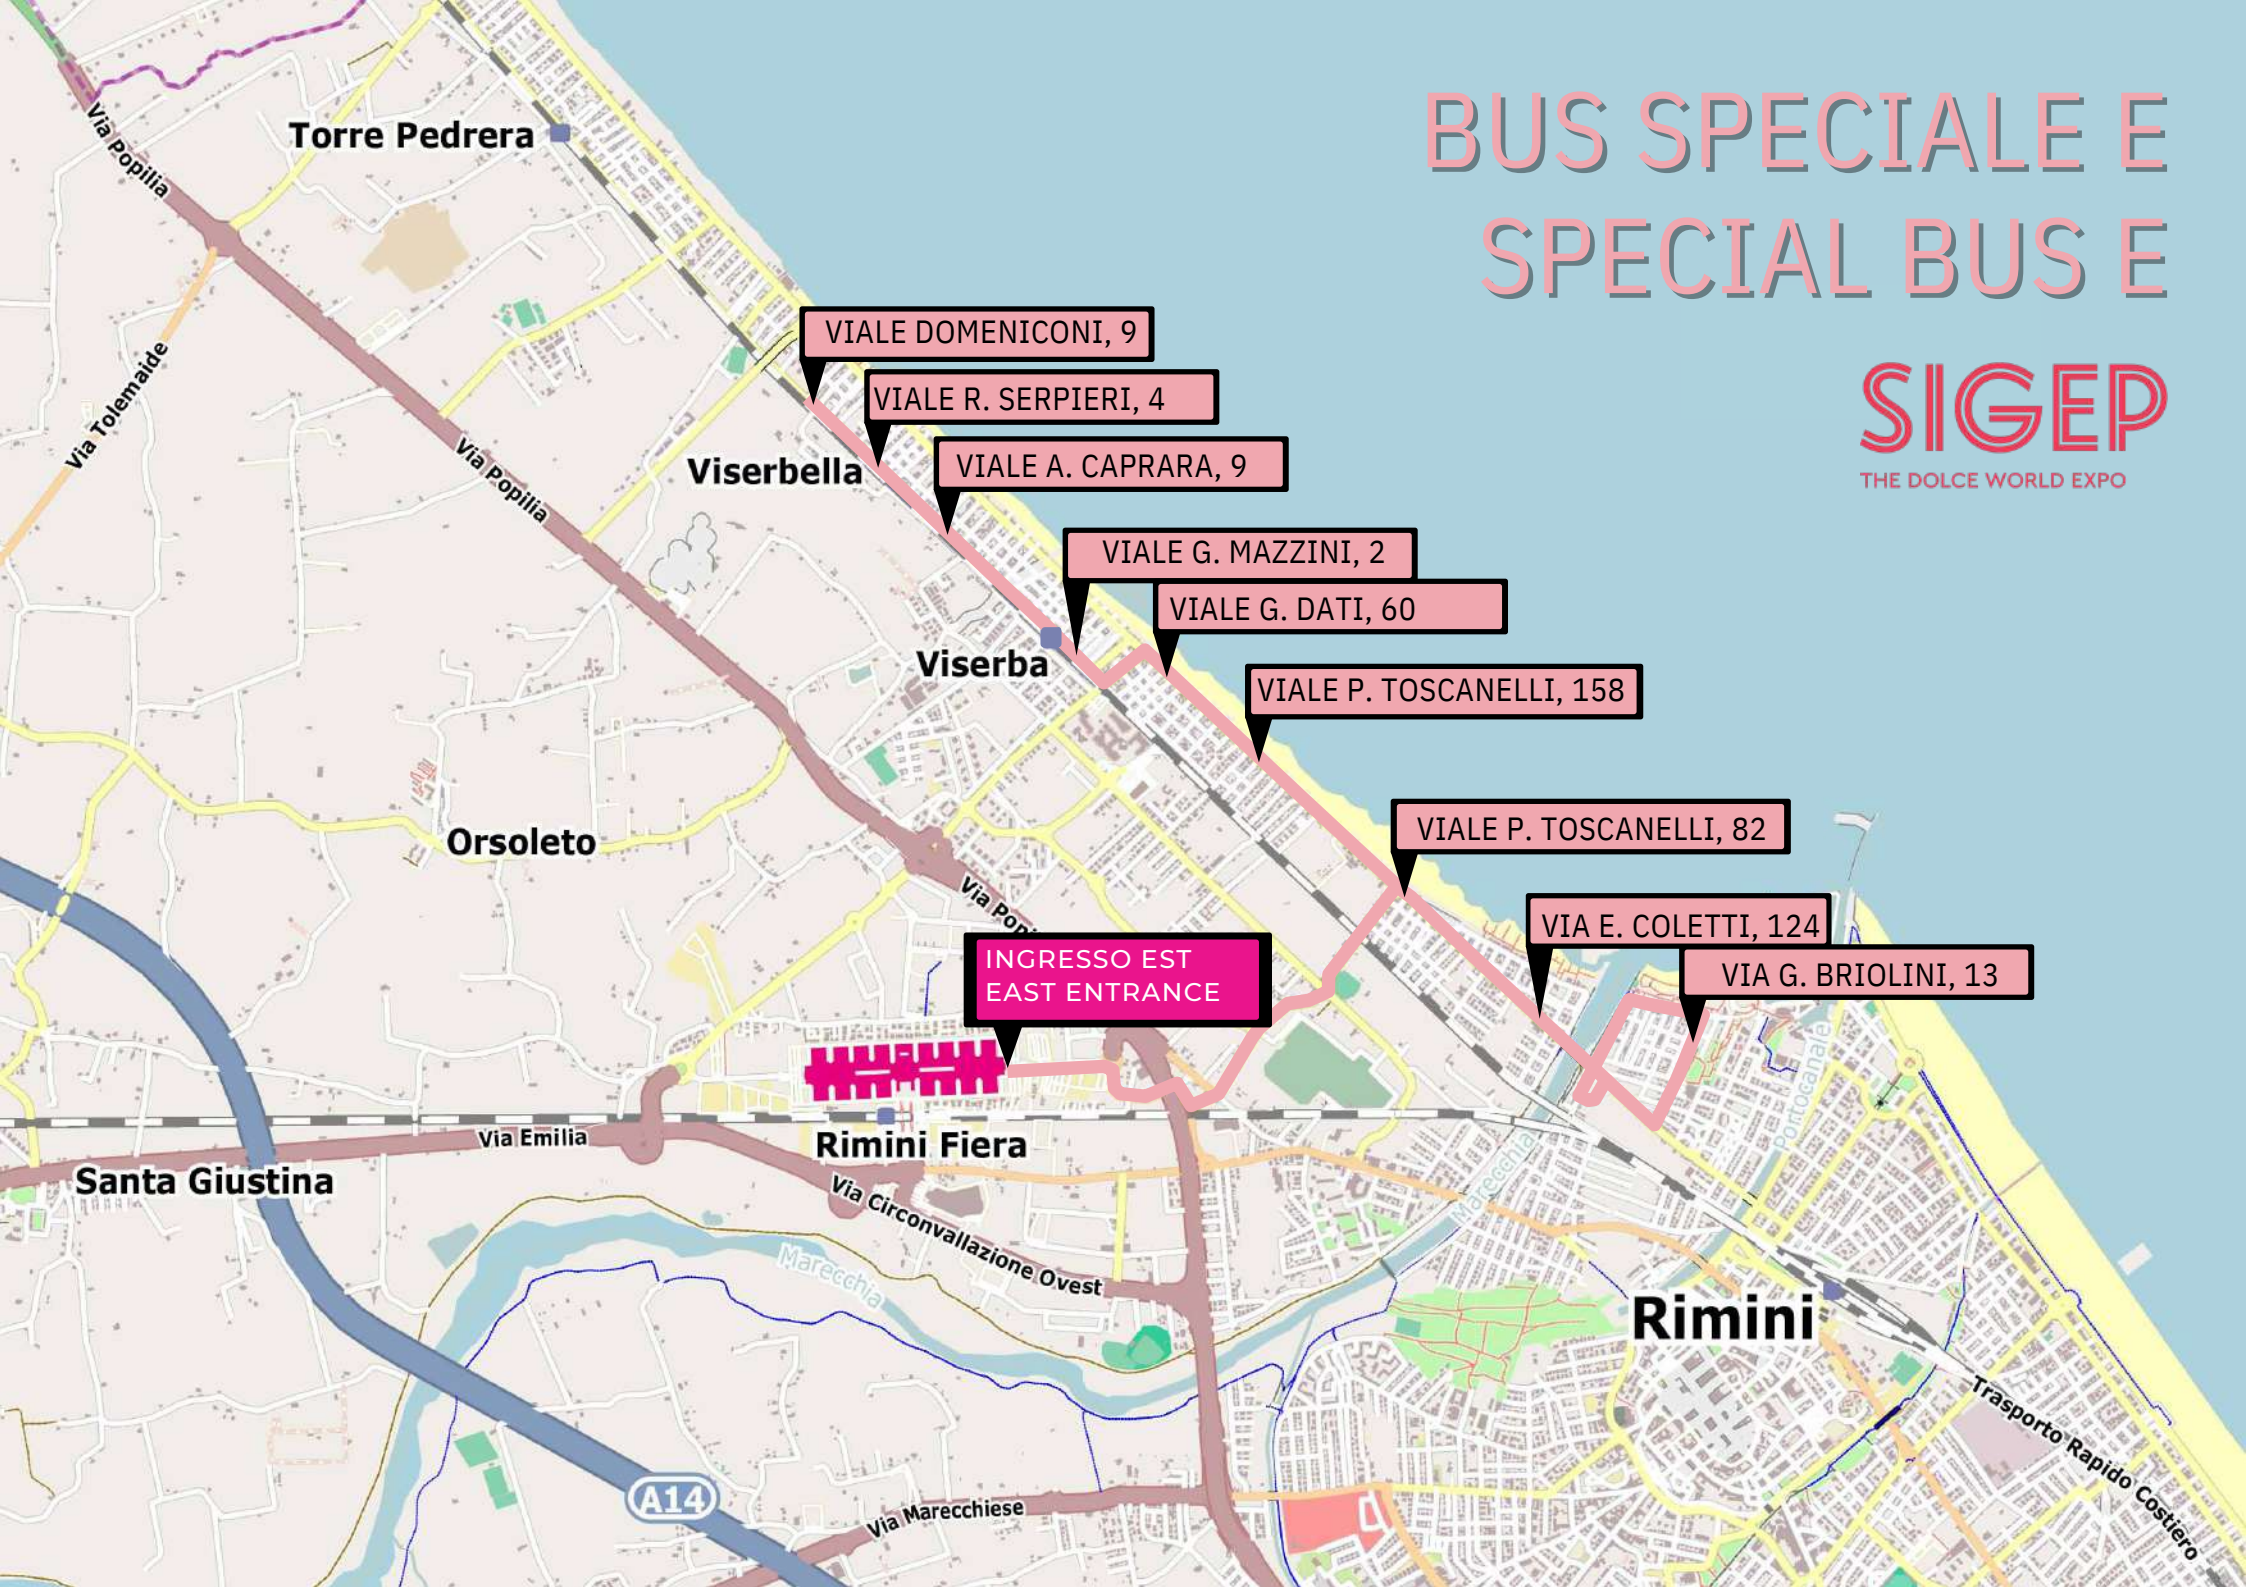 BUS SPECIALE E
SPECIAL BUS E
SIGEP
THE DOLCE WORLD EXPO
Torre Pedrera
Via Popilia
Via Tolemaide
VIALE DOMENICONI, 9
VIALE R. SERPIERI, 4
VIALE A. CAPRARA, 9
Viserbella
Via Popilia
VIALE G. MAZZINI, 2
VIALE G. DATI, 60
Viserba
VIALE P. TOSCANELLI, 158
VIALE P. TOSCANELLI, 82
Orsoleto
Via Pop
VIA E. COLETTI, 124
VIA G. BRIOLINI, 13
INGRESSO EST
EAST ENTRANCE
Portocanale
Via Emilia
Rimini Fiera
Santa Giustina
Marecchia
Via Circonvallazione Ovest
Marecchia
Rimini
Trasporto Rapido Costiero
A14
Via Marecchiese